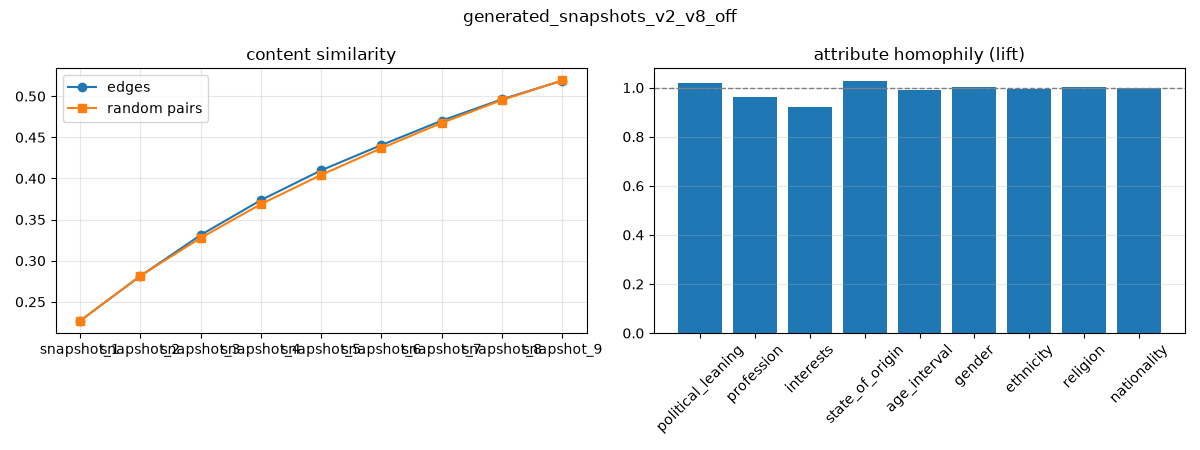 generated_snapshots_v2_v8_off
content similarity
edges
random pairs
0.50
0.45
0.40
0.35
0.30
0.25
snapshot_1
snapshot_2
snapshot_3
snapshot_4
snapshot_5
snapshot_6
snapshot_7
snapshot_8
snapshot_9
attribute homophily (lift)
1.0
0.8
0.6
0.4
0.2
0.0
political_leaning
profession
interests
state_of_origin
age_interval
gender
ethnicity
religion
nationality